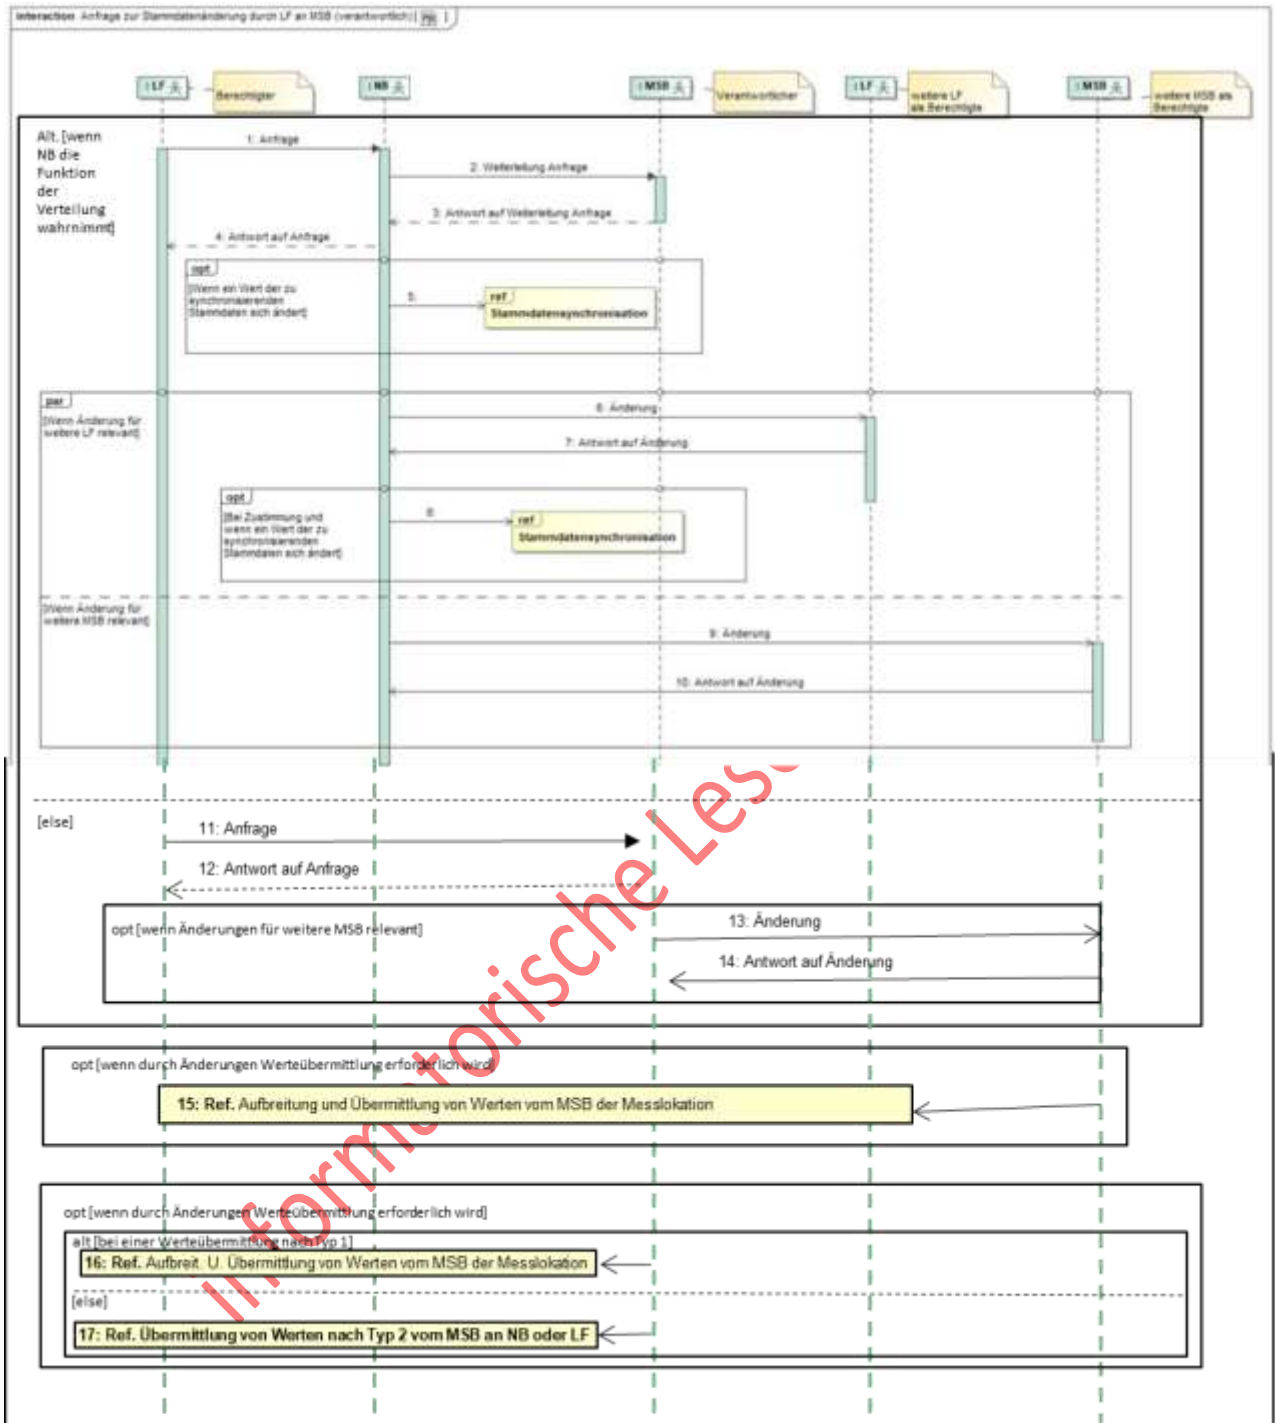 interaction Anfrage zur Stammdatenänderung durch LF an MSB (verantwortlich)[ ]
: LF
Berechtigter
: NB
: MSB
Verantwortlicher
: LF
weitere LF
als Berechtigte
: MSB
weitere MSB als
Berechtigte
Alt. [wenn
NB die
Funktion
der
Verteilung
wahrnimmt]
1: Anfrage
2: Weiterleitung Anfrage
3: Antwort auf Weiterleitung Anfrage
4: Antwort auf Anfrage
opt
[Wenn ein Wert der zu
synchronisierenden
Stammdaten sich ändert]
5:
ref
Stammdatensynchronisation
par
[Wenn Änderung für
weitere LF relevant]
6: Änderung
7: Antwort auf Änderung
opt
[Bei Zustimmung und
wenn ein Wert der zu
synchronisierenden
Stammdaten sich ändert]
8:
ref
Stammdatensynchronisation
[Wenn Änderung für
weitere MSB relevant]
9: Änderung
10: Antwort auf Änderung
[else]
11: Anfrage
12: Antwort auf Anfrage
opt [wenn Änderungen für weitere MSB relevant]
13: Änderung
14: Antwort auf Änderung
opt [wenn durch Änderungen Werteübermittlung erforderlich wird]
15: Ref. Aufbreitung und Übermittlung von Werten vom MSB der Messlokation
opt [wenn durch Änderungen Werteübermittlung erforderlich wird]
alt [bei einer Werteübermittlung nach Typ 1]
16: Ref. Aufbreit. U. Übermittlung von Werten vom MSB der Messlokation
[else]
17: Ref. Übermittlung von Werten nach Typ 2 vom MSB an NB oder LF
Informatorische Les